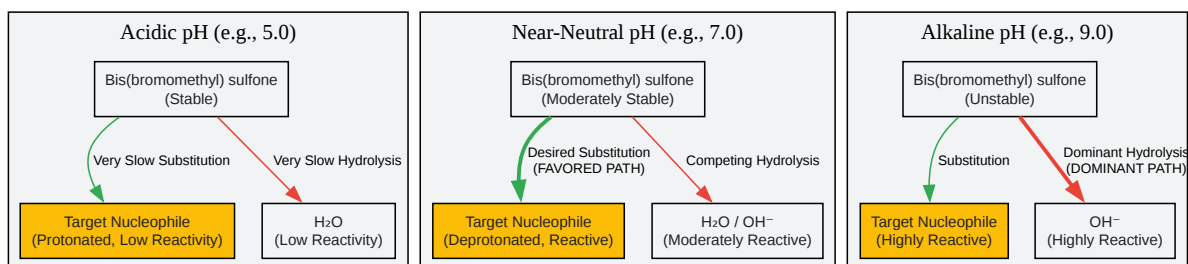 Acidic pH (e.g., 5.0)
Bis(bromomethyl) sulfone
(Stable)
Very Slow Substitution
Very Slow Hydrolysis
Target Nucleophile
(Protonated, Low Reactivity)
H₂O
(Low Reactivity)
Near-Neutral pH (e.g., 7.0)
Bis(bromomethyl) sulfone
(Moderately Stable)
Desired Substitution
(FAVORED PATH)
Competing Hydrolysis
Target Nucleophile
(Deprotonated, Reactive)
H₂O / OH⁻
(Moderately Reactive)
Alkaline pH (e.g., 9.0)
Bis(bromomethyl) sulfone
(Unstable)
Substitution
Dominant Hydrolysis
(DOMINANT PATH)
Target Nucleophile
(Highly Reactive)
OH⁻
(Highly Reactive)